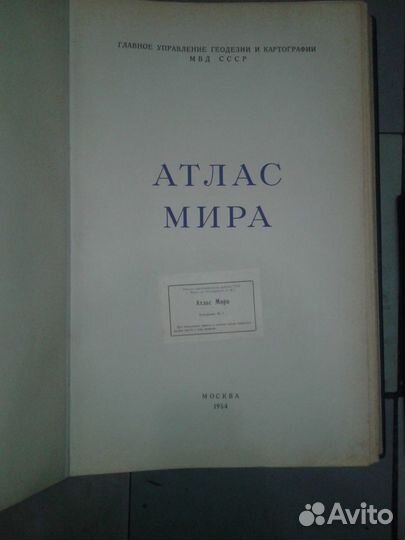 ГЛАВНОЕ УПРАВЛЕНИЕ ГЕОДЕЗИИ И КАРТОГРАФИИ
МВД СССР
АТЛАС
МИРА
Атлас Мира
МОСКВА
1954
Avito